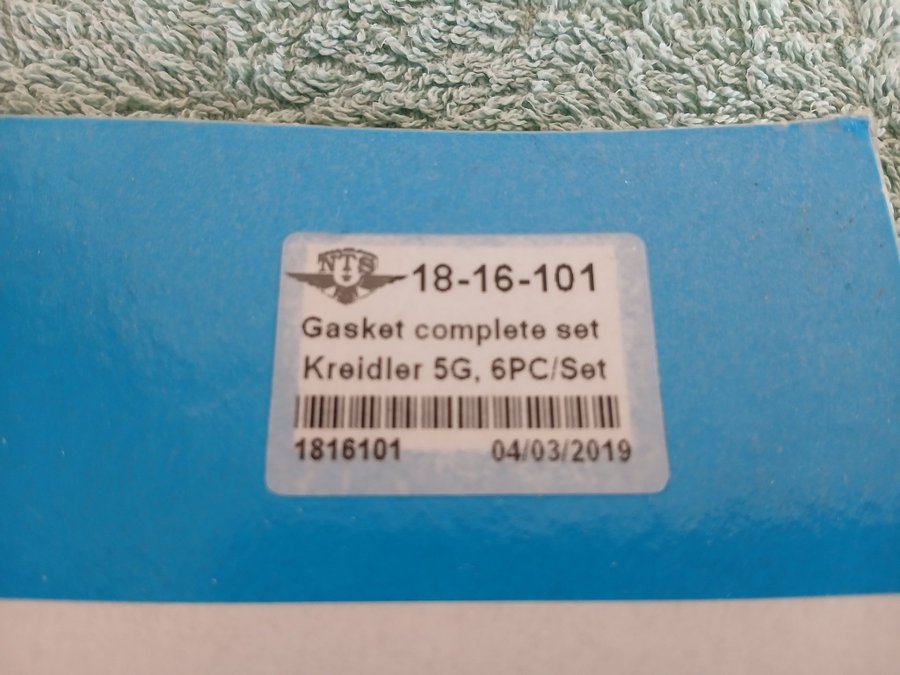 NTS 18-16-101
Gasket complete set
Kreidler 5G, 6PC/Set
1816101 04/03/2019